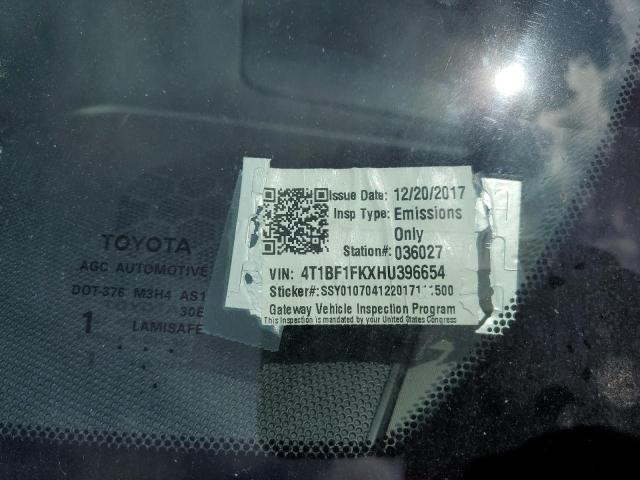 Issue Date: 12/20/2017
Insp Type: Emissions
Only
Station#: 036027
VIN: 4T1BF1FKXHU396654
Gateway Vehicle Inspection Program
This Inspection is mandated by your United States Congress
TOYOTA
AGC AUTOMOTIVE
DOT-376 M3H4 AS1
30E
1 LAMISAFE